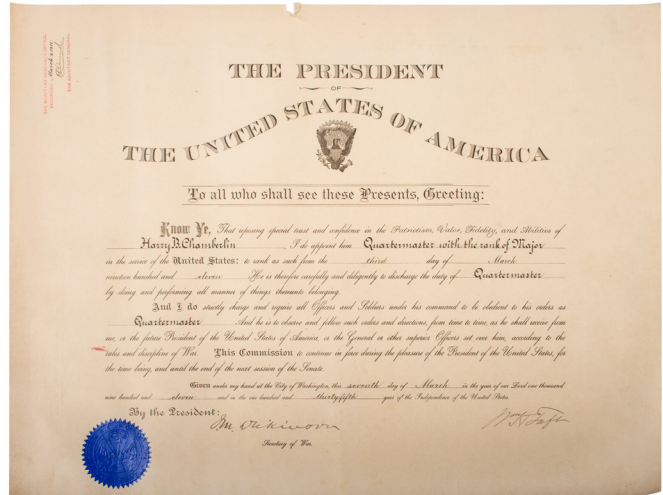 THE PRESIDENT
OF
THE UNITED STATES OF AMERICA
To all who shall see these Presents, Greeting:
Know Ye, That reposing special trust and confidence in the Patriotism, Valor, Fidelity, and Abilities of
Harry B. Chamberlin I do appoint him Quartermaster with the rank of Major
in the service of the United States: to rank as such from the third day of March
nineteen hundred and eleven He is therefore carefully and diligently to discharge the duty of Quartermaster
by doing and performing all manner of things thereunto belonging.
And I do strictly charge and require all Officers and Soldiers under his command to be obedient to his orders as
Quartermaster And he is to observe and follow such orders and directions, from time to time, as he shall receive from
me, or the future President of the United States of America, or the General or other superior Officers set over him, according to the
rules and discipline of War. This Commission to continue in force during the pleasure of the President of the United States, for
the time being, and until the end of the next session of the Senate.
Given under my hand at the City of Washington, this seventh day of March in the year of our Lord one thousand
nine hundred and eleven and in the one hundred and thirty fifth year of the Independence of the United States.
By the President:
J.M. Dickinson
Wm H Taft
Secretary of War.